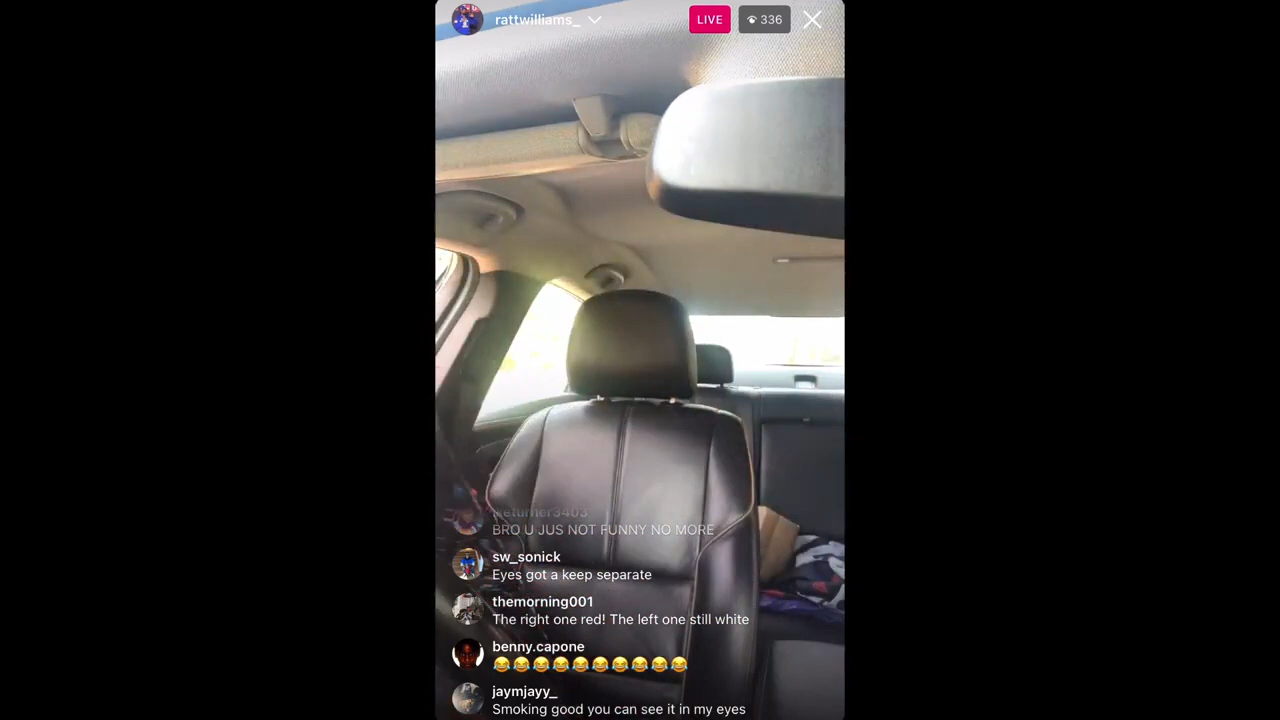 rattwilliams_
LIVE
336
iketurner3403
BRO U JUS NOT FUNNY NO MORE
sw_sonick
Eyes got a keep separate
themorning001
The right one red! The left one still white
benny.capone
😂😂😂😂😂😂😂😂😂😂
jaymjayy_
Smoking good you can see it in my eyes